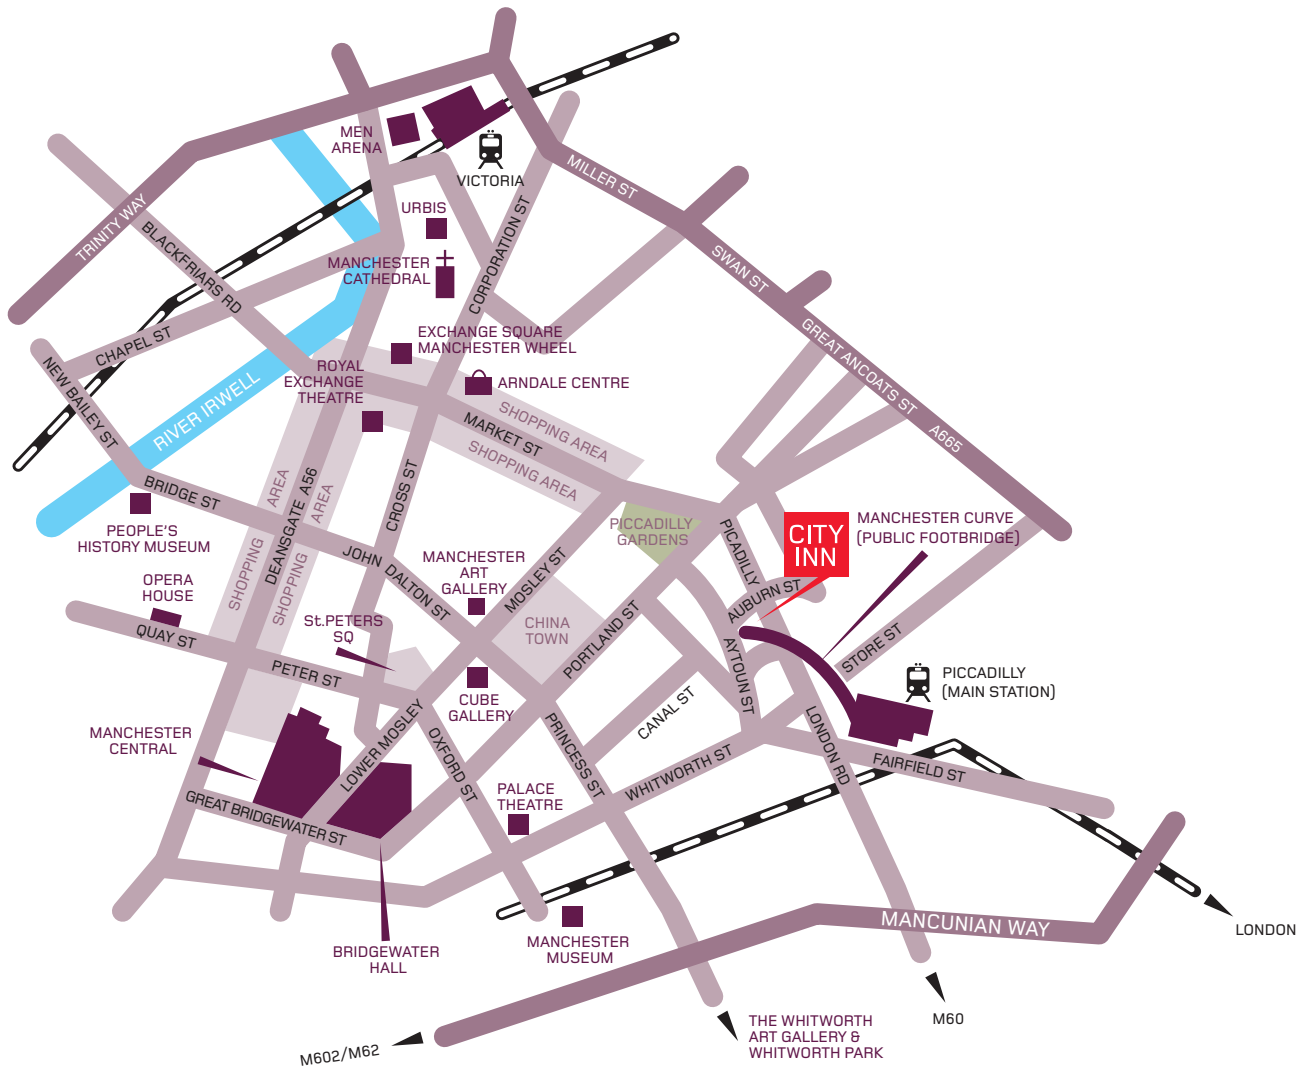 MEN
ARENA
VICTORIA
MILLER ST
TRINITY WAY
URBIS
BLACKFRIARS RD
CORPORATION ST
SWAN ST
MANCHESTER
CATHEDRAL
CHAPEL ST
EXCHANGE SQUARE
MANCHESTER WHEEL
GREAT ANCOATS ST
A665
NEW BAILEY ST
RIVER IRWELL
ROYAL
EXCHANGE
THEATRE
ARNDALE CENTRE
SHOPPING AREA
MARKET ST
SHOPPING AREA
BRIDGE ST
SHOPPING AREA
DEANSGATE A56
SHOPPING AREA
CROSS ST
PEOPLE'S
HISTORY MUSEUM
PICCADILLY
GARDENS
PICADILLY
CITY
INN
MANCHESTER CURVE
(PUBLIC FOOTBRIDGE)
JOHN DALTON ST
MANCHESTER
ART
GALLERY
MOSLEY ST
OPERA
HOUSE
AUBURN ST
St.PETERS
SQ
CHINA
TOWN
PORTLAND ST
QUAY ST
PETER ST
AYTOUN ST
STORE ST
PICCADILLY
(MAIN STATION)
CUBE
GALLERY
CANAL ST
MANCHESTER
CENTRAL
LOWER MOSLEY
OXFORD ST
PRINCESS ST
LONDON RD
WHITWORTH ST
FAIRFIELD ST
GREAT BRIDGEWATER ST
PALACE
THEATRE
MANCUNIAN WAY
LONDON
BRIDGEWATER
HALL
MANCHESTER
MUSEUM
M60
THE WHITWORTH
ART GALLERY &
WHITWORTH PARK
M602/M62